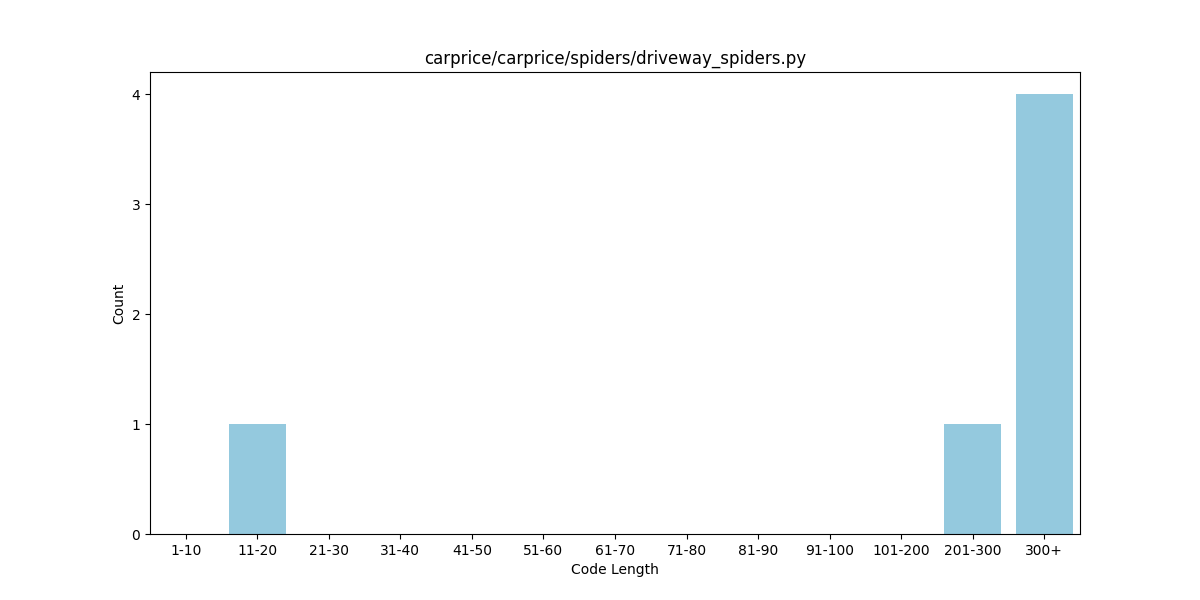 carprice/carprice/spiders/driveway_spiders.py
4
3
2
1
0
Count
1-10 11-20 21-30 31-40 41-50 51-60 61-70 71-80 81-90 91-100 101-200 201-300 300+
Code Length